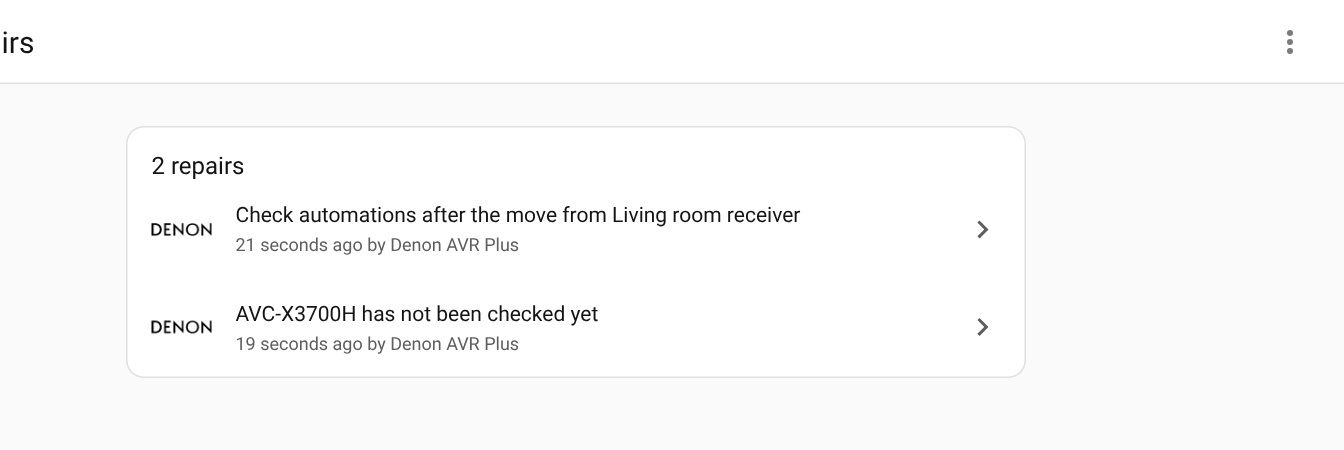 irs
2 repairs
DENON
Check automations after the move from Living room receiver
21 seconds ago by Denon AVR Plus
DENON
AVC-X3700H has not been checked yet
19 seconds ago by Denon AVR Plus